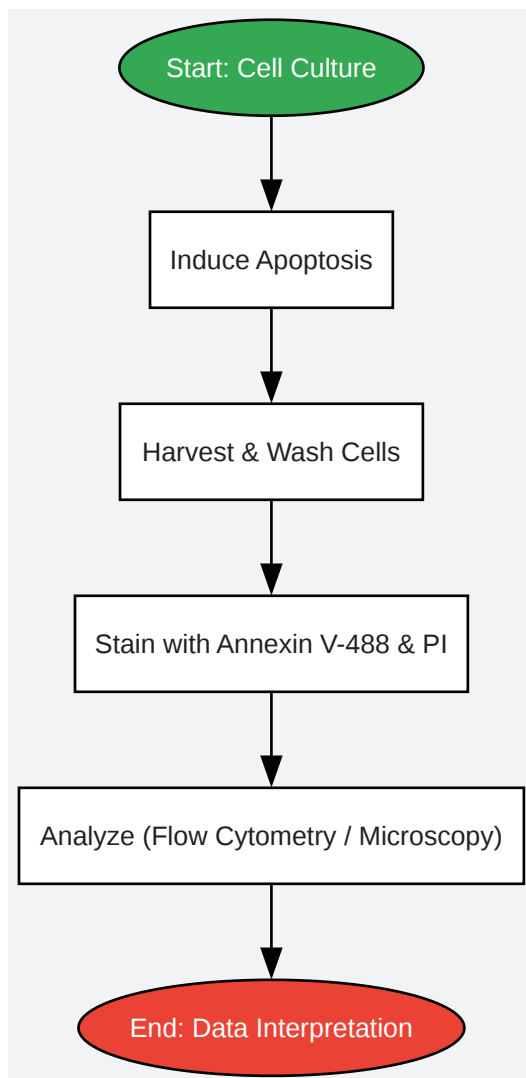 Start: Cell Culture
Induce Apoptosis
Harvest & Wash Cells
Stain with Annexin V-488 & PI
Analyze (Flow Cytometry / Microscopy)
End: Data Interpretation